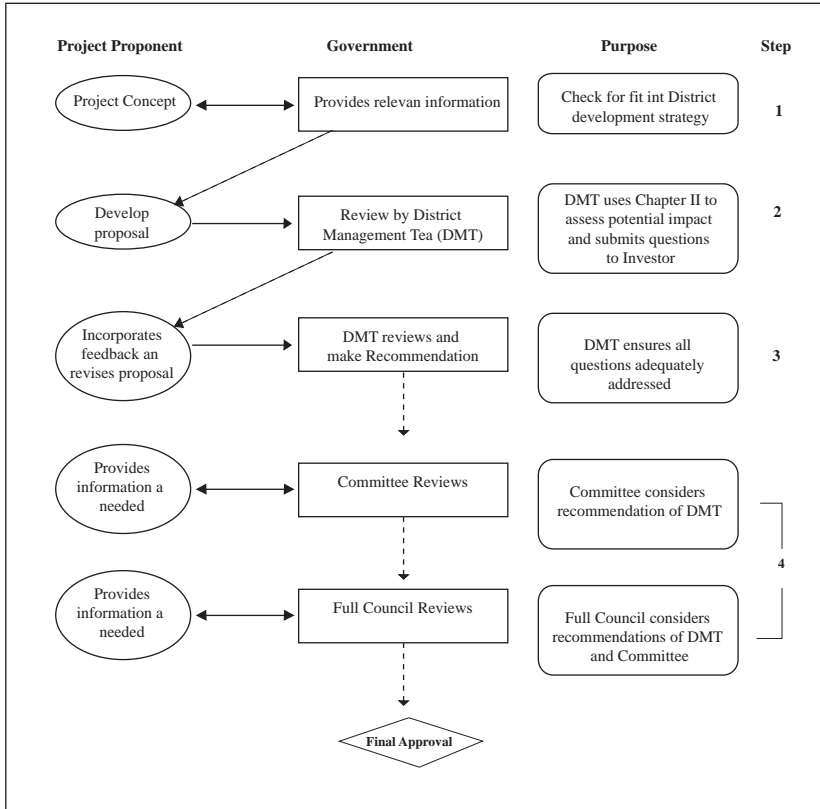 Project Proponent
Government
Purpose
Step
Project Concept
Provides relevan information
Check for fit int District
development strategy
1
Develop
proposal
Review by District
Management Tea (DMT)
DMT uses Chapter II to
assess potential impact
and submits questions
to Investor
2
Incorporates
feedback an
revises proposal
DMT reviews and
make Recommendation
DMT ensures all
questions adequately
addressed
3
Provides
information a
needed
Committee Reviews
Committee considers
recommendation of DMT
4
Provides
information a
needed
Full Council Reviews
Full Council considers
recommendations of DMT
and Committee
Final Approval